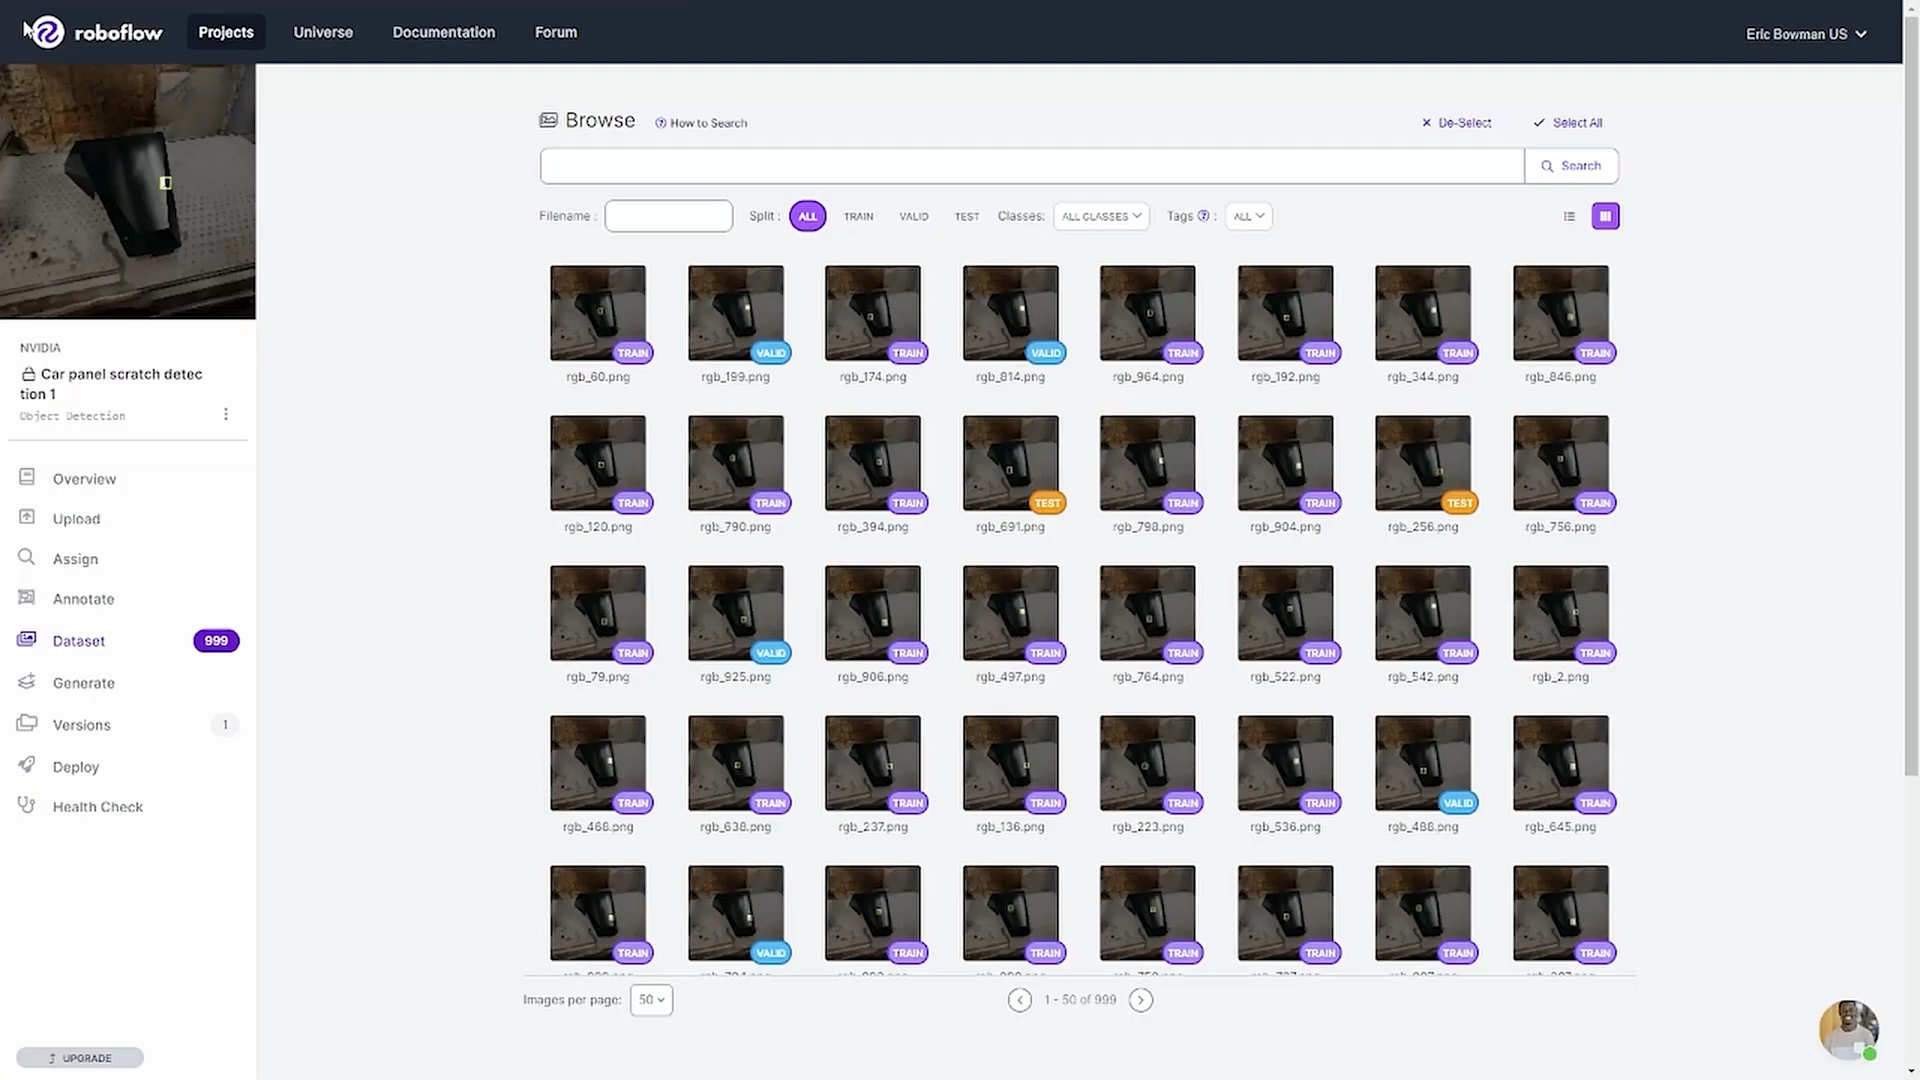 roboflow
Projects
Universe
Documentation
Forum
Eric Bowman US
Browse
How to Search
De-Select
Select All
Search
Filename :
Split :
ALL
TRAIN
VALID
TEST
Classes:
ALL CLASSES
Tags
:
ALL
NVIDIA
Car panel scratch detec
tion 1
Object Detection
Overview
Upload
Assign
Annotate
Dataset
999
Generate
Versions
1
Deploy
Health Check
UPGRADE
TRAIN VALID TRAIN VALID TRAIN TRAIN TRAIN TRAIN
rgb_60.png rgb_199.png rgb_174.png rgb_814.png rgb_964.png rgb_192.png rgb_344.png rgb_846.png
TRAIN TRAIN TRAIN TEST TRAIN TRAIN TEST TRAIN
rgb_120.png rgb_790.png rgb_394.png rgb_691.png rgb_798.png rgb_904.png rgb_256.png rgb_756.png
TRAIN VALID TRAIN TRAIN TRAIN TRAIN TRAIN TRAIN
rgb_79.png rgb_925.png rgb_906.png rgb_497.png rgb_764.png rgb_522.png rgb_542.png rgb_2.png
TRAIN TRAIN TRAIN TRAIN TRAIN TRAIN VALID TRAIN
rgb_468.png rgb_638.png rgb_237.png rgb_136.png rgb_223.png rgb_536.png rgb_488.png rgb_645.png
TRAIN VALID TRAIN TRAIN TRAIN TRAIN TRAIN TRAIN
Images per page:
50
1 - 50 of 999